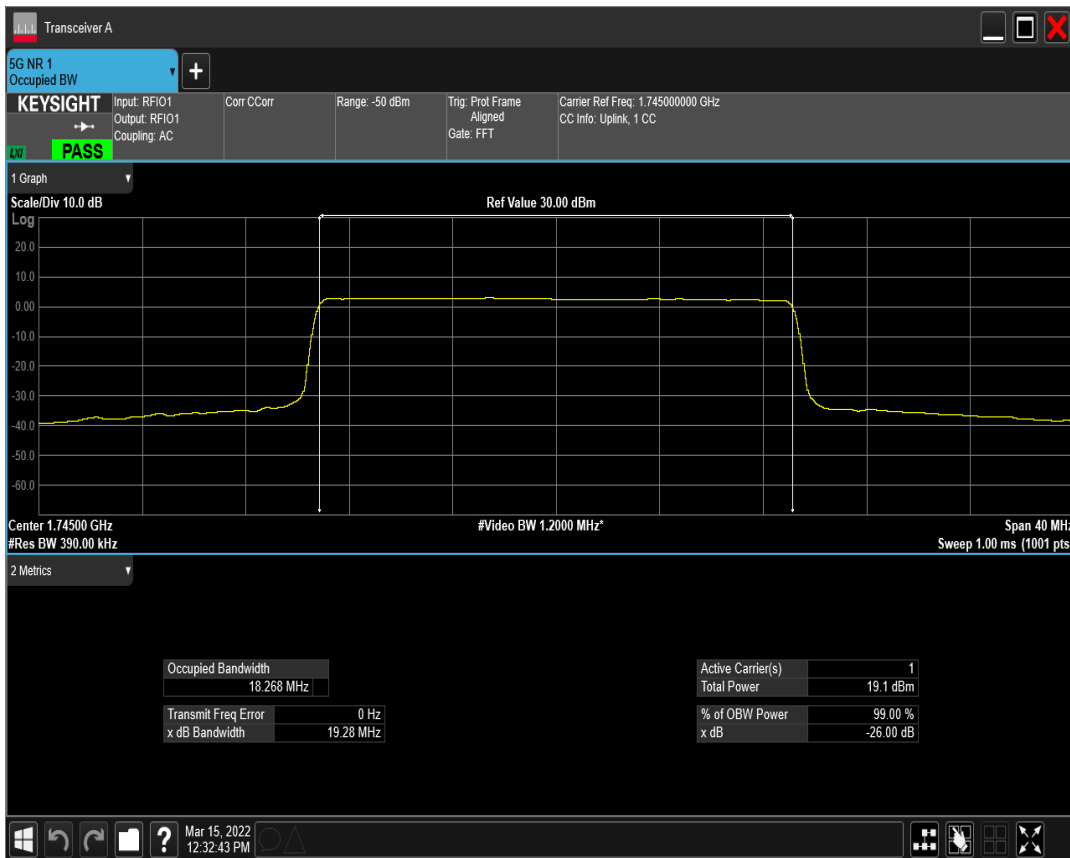 Transceiver A
5G NR 1
Occupied BW
+
KEYSIGHT
LXI
PASS
Input: RFIO1
Output: RFIO1
Coupling: AC
Corr CCorr
Range: -50 dBm
Trig: Prot Frame
Aligned
Gate: FFT
Carrier Ref Freq: 1.745000000 GHz
CC Info: Uplink, 1 CC
1 Graph
Scale/Div 10.0 dB
Ref Value 30.00 dBm
Log
20.0
10.0
0.00
-10.0
-20.0
-30.0
-40.0
-50.0
-60.0
Center 1.74500 GHz
#Video BW 1.2000 MHz*
Span 40 MHz
#Res BW 390.00 kHz
Sweep 1.00 ms (1001 pts
2 Metrics
Occupied Bandwidth
18.268 MHz
Transmit Freq Error 0 Hz
x dB Bandwidth 19.28 MHz
Active Carrier(s) 1
Total Power 19.1 dBm
% of OBW Power 99.00 %
x dB -26.00 dB
?
Mar 15, 2022
12:32:43 PM